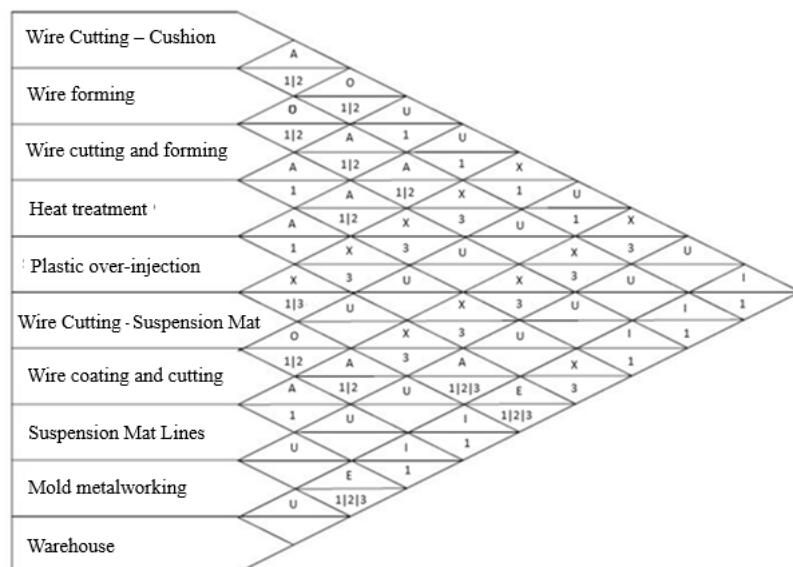 Wire Cutting – Cushion
A
1|2 O
Wire forming
O 1|2 U
1|2 A 1 U
Wire cutting and forming
A 1|2 A 1 X
1 A 1|2 X 1 U
Heat treatment
A 1|2 X 3 U 1 X
1 X 3 U 3 U
Plastic over-injection
X 3 U X 3 U I
1|3 U X 3 U I 1
Wire Cutting - Suspension Mat
O X 3 U I 1
1|2 A 3 A X 1
Wire coating and cutting
A 1|2 U 1|2|3 E 3
1 U I 1|2|3
Suspension Mat Lines
U I 1
E 1
Mold metalworking
U 1|2|3
Warehouse